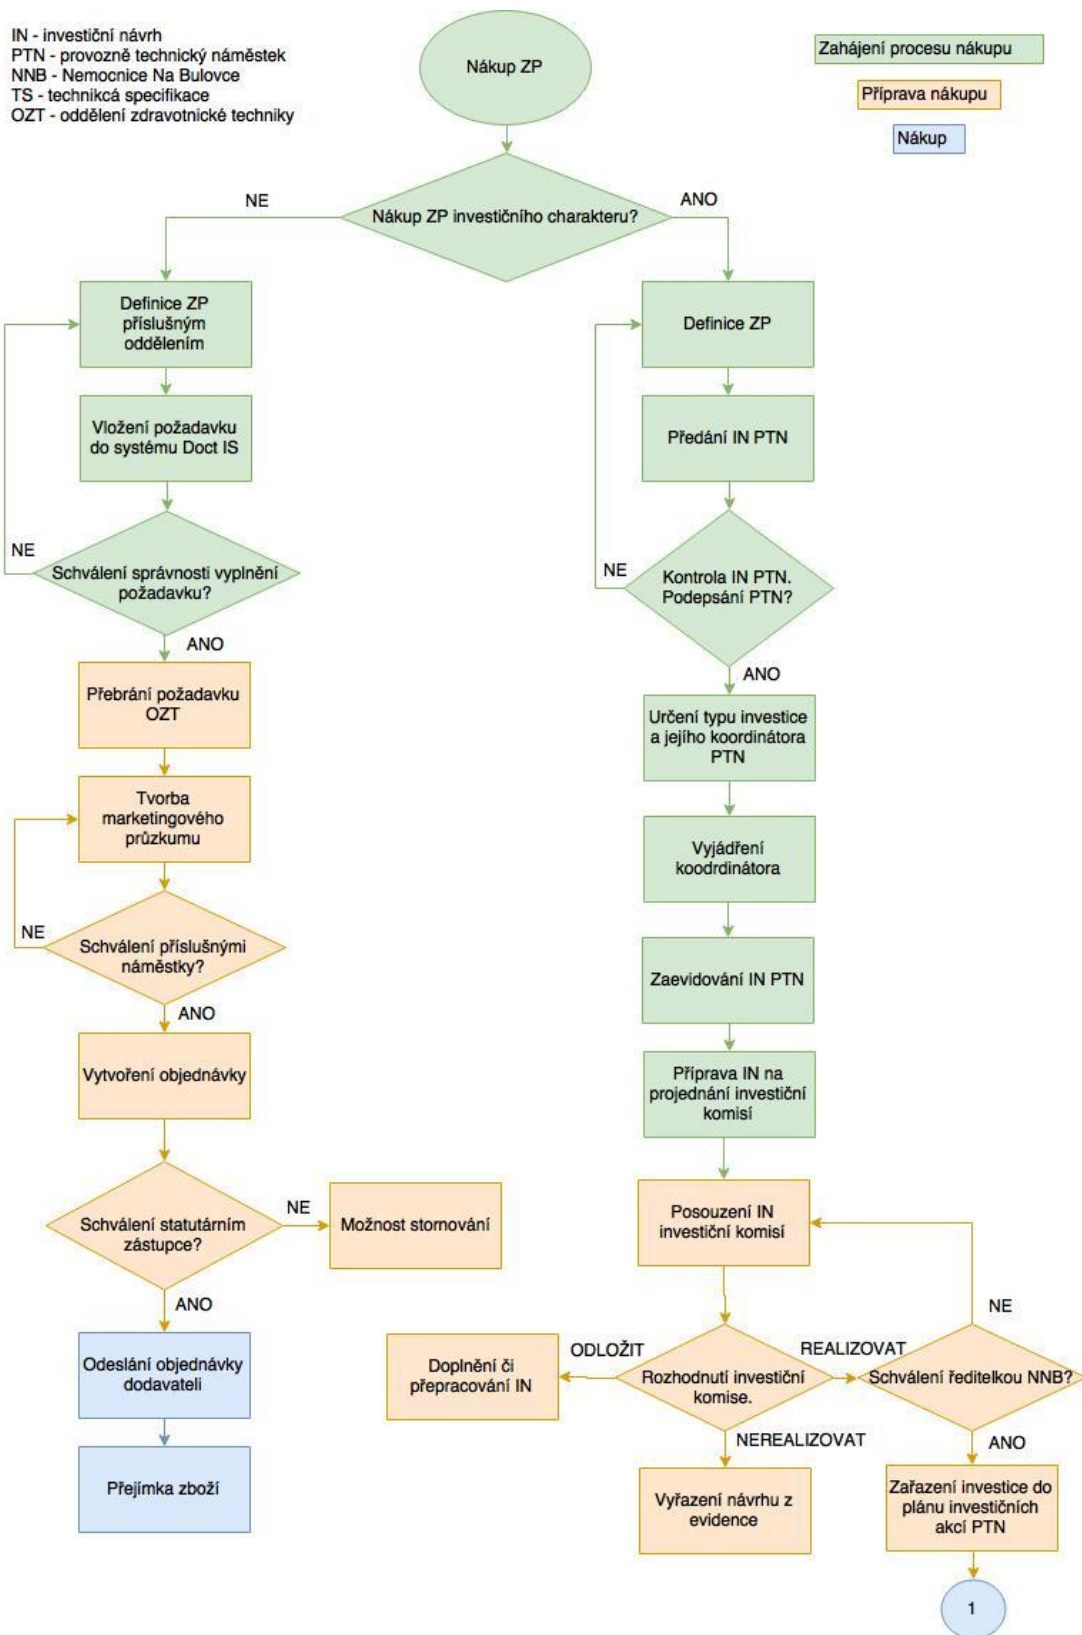 IN - investiční návrh
PTN - provozně technický náměstek
NNB - Nemocnice Na Bulovce
TS - technikcá specifikace
OZT - oddělení zdravotnické techniky
Nákup ZP
Zahájení procesu nákupu
Příprava nákupu
Nákup
NE
Nákup ZP investičního charakteru?
ANO
Definice ZP
příslušným
oddělením
Vložení požadavku
do systému Doct IS
NE
Schválení správnosti vyplnění
požadavku?
ANO
Přebrání požadavku
OZT
Tvorba
marketingového
průzkumu
NE
Schválení příslušnými
náměstky?
ANO
Vytvoření objednávky
Schválení statutárním
zástupce?
NE
Možnost stornování
ANO
Odeslání objednávky
dodavateli
Přejímka zboží
Definice ZP
Předání IN PTN
NE
Kontrola IN PTN.
Podepsání PTN?
ANO
Určení typu investice
a jejího koordinátora
PTN
Vyjádření
koodrdinátora
Zaevidování IN PTN
Příprava IN na
projednání investiční
komisí
Posouzení IN
investiční komisí
NE
ODLOŽIT
Doplnění či
přepracování IN
Rozhodnutí investiční
komise.
REALIZOVAT
Schválení ředitelkou NNB?
NEREALIZOVAT
Vyřazení návrhu z
evidence
ANO
Zařazení investice do
plánu investičních
akcí PTN
1